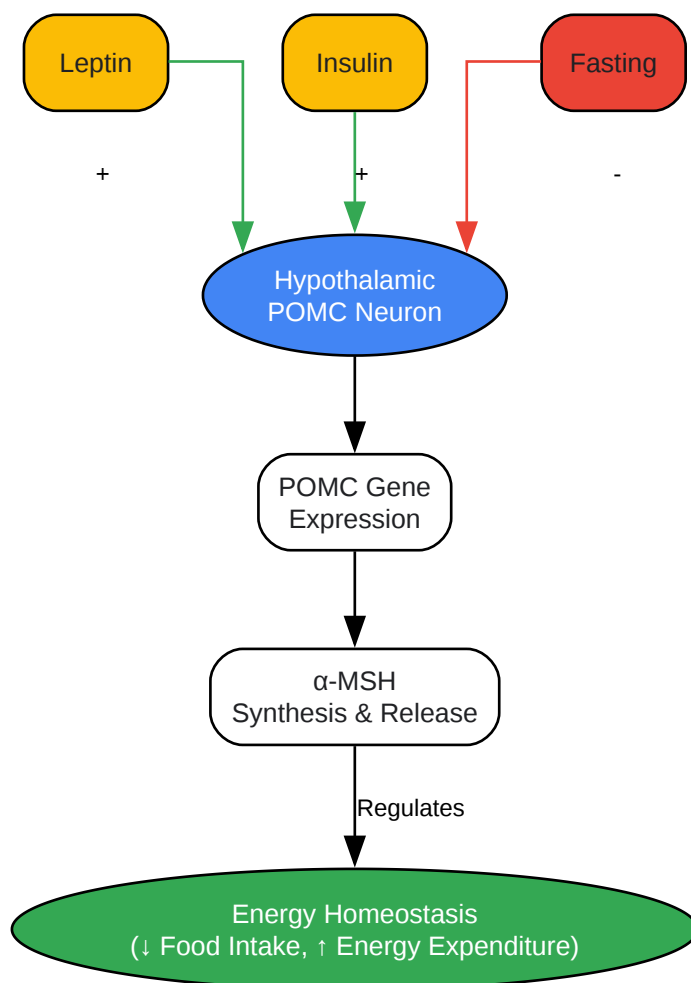 Leptin
Insulin
Fasting
+
+
-
Hypothalamic
POMC Neuron
POMC Gene
Expression
α-MSH
Synthesis & Release
Regulates
Energy Homeostasis
(↓ Food Intake, ↑ Energy Expenditure)